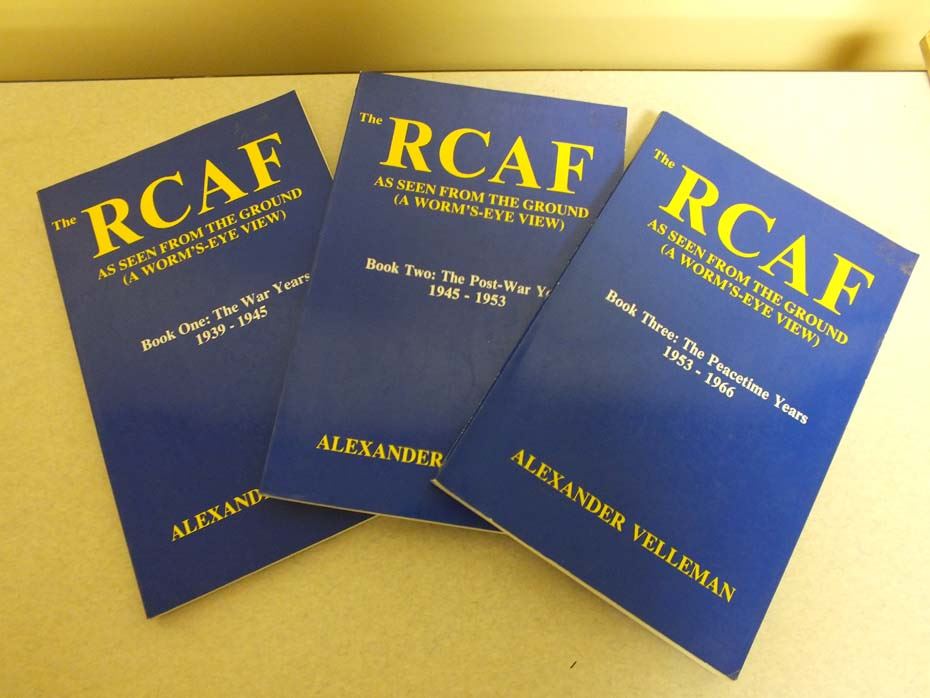 The
RCAF
AS SEEN FROM THE GROUND
(A WORM'S-EYE VIEW)
Book One: The War Years
1939 - 1945
The
RCAF
AS SEEN FROM THE GROUND
(A WORM'S-EYE VIEW)
Book Two: The Post-War
1945 - 1953
ALEXANDER
The
RCAF
AS SEEN FROM THE GROUND
(A WORM'S-EYE VIEW)
Book Three: The Peacetime Years
1953 - 1966
ALEXANDER VELLEMAN